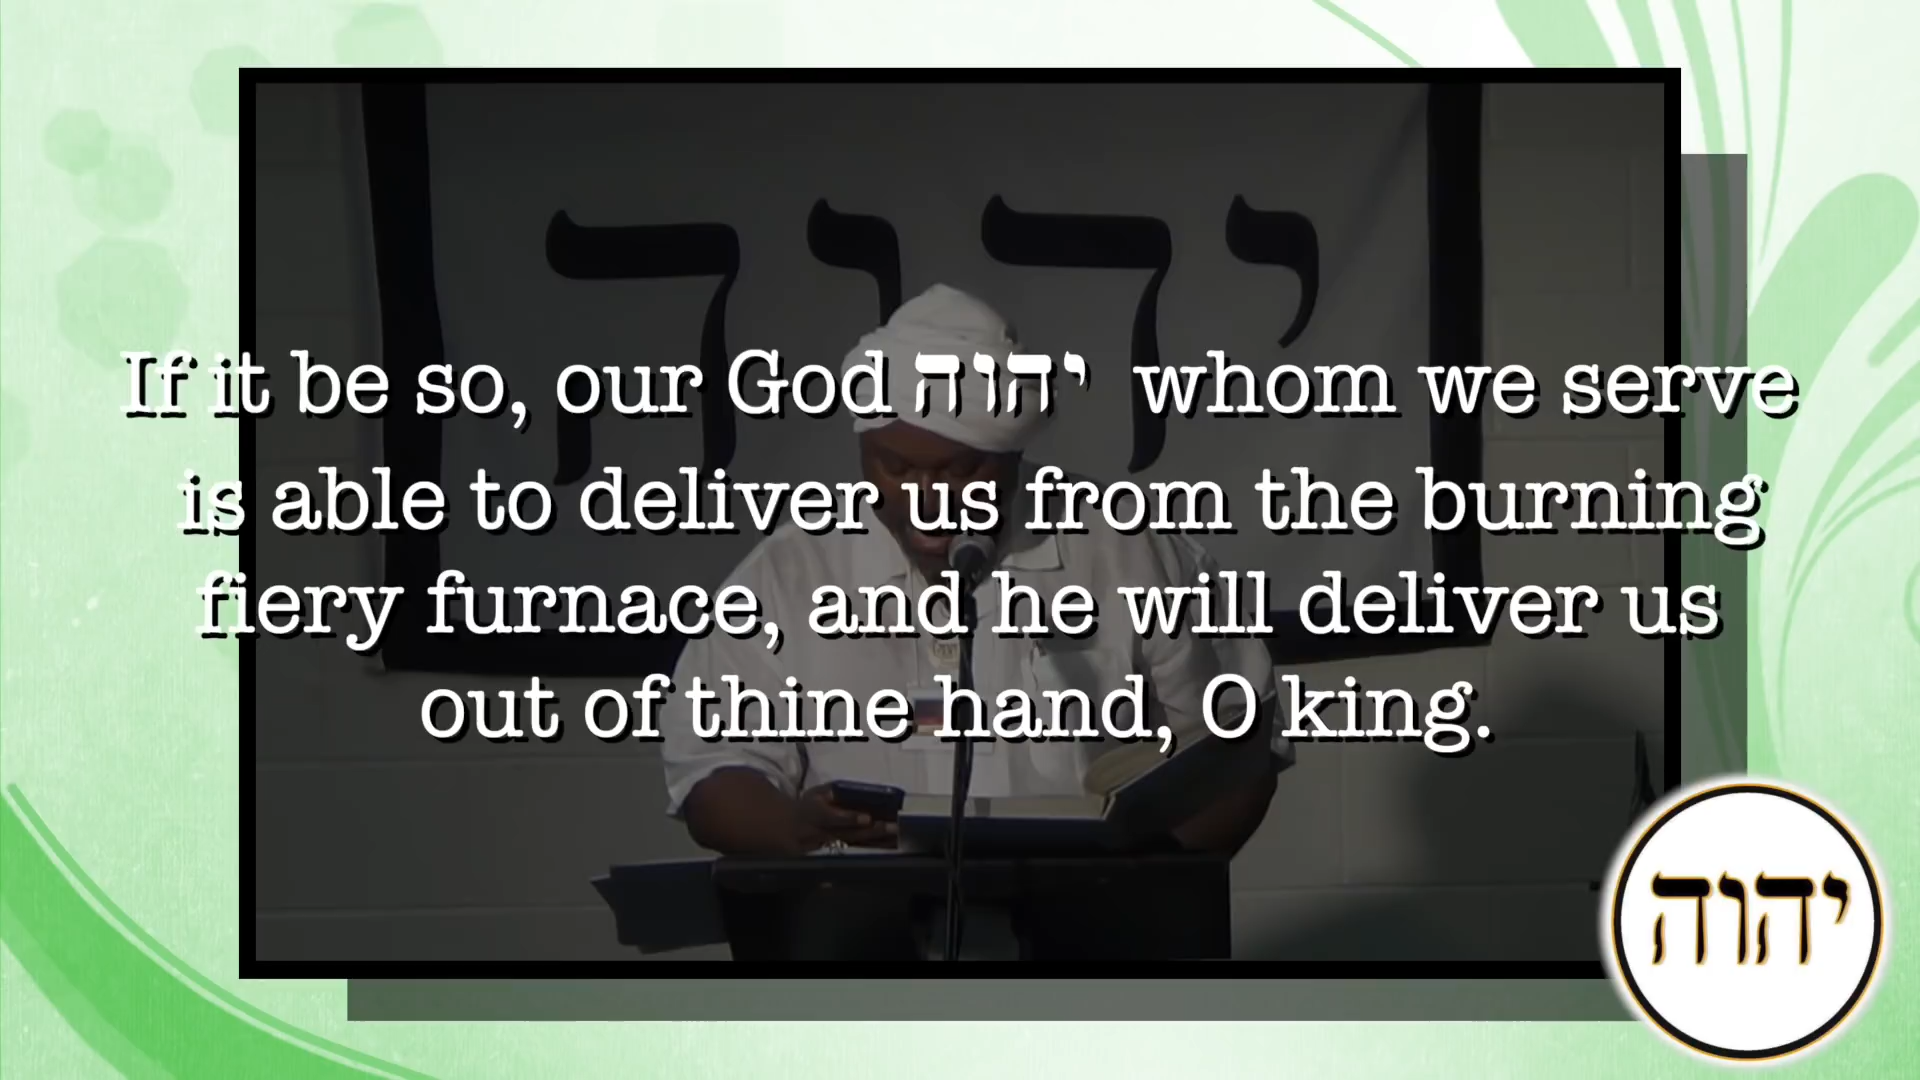 יהוה
If it be so, our God יהוה whom we serve
is able to deliver us from the burning
fiery furnace, and he will deliver us
out of thine hand, O king.
יהוה